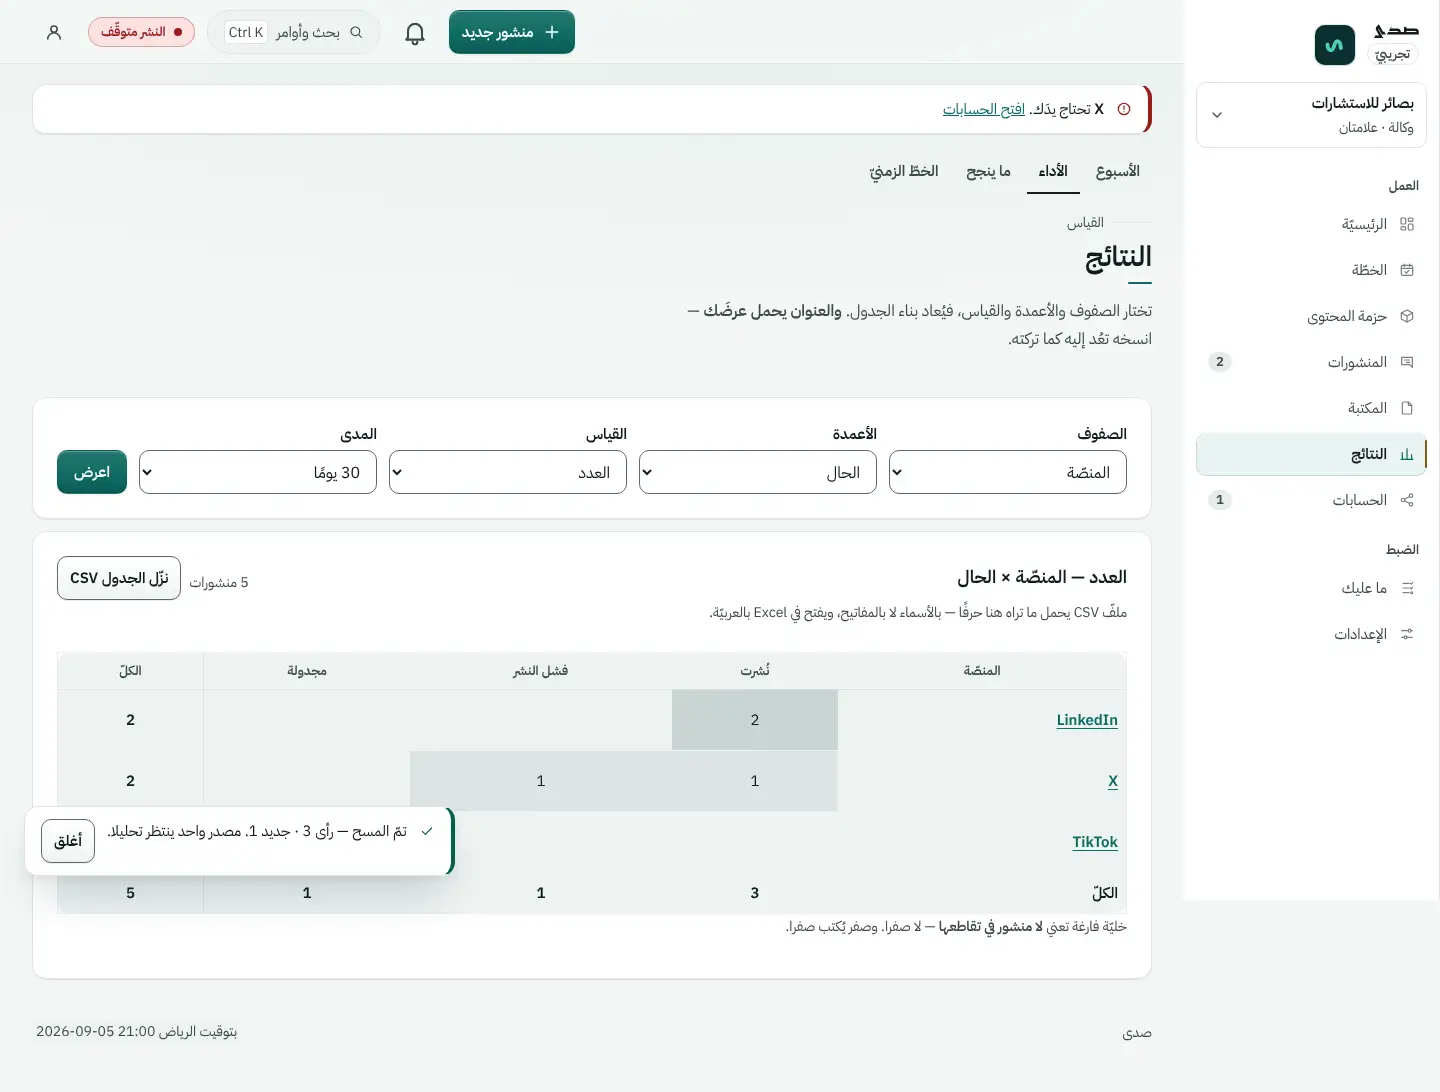 صدى
تجريبيّ
بصائر للاستشارات
وكالة · علامتان
العمل
الرئيسيّة
الخطّة
حزمة المحتوى
المنشورات 2
المكتبة
النتائج
الحسابات 1
الضبط
ما عليك
الإعدادات
منشور جديد
بحث وأوامر Ctrl K
النشر متوقّف
X تحتاج يدَك. افتح الحسابات
الأسبوع الأداء ما ينجح الخطّ الزمنيّ
القياس
النتائج
تختار الصفوف والأعمدة والقياس، فيُعاد بناء الجدول. والعنوان يحمل عرضَك —
انسخه تعُد إليه كما تركته.
الصفوف الأعمدة القياس المدى
المنصّة الحال العدد 30 يومًا اعرض
العدد — المنصّة × الحال 5 منشورات نزّل الجدول CSV
ملفّ CSV يحمل ما تراه هنا حرفًا — بالأسماء لا بالمفاتيح، ويفتح في Excel بالعربيّة.
المنصّة نُشرت فشل النشر مجدولة الكلّ
LinkedIn 2 2
X 1 1 2
TikTok
تمّ المسح — رأى 3 · جديد 1. مصدر واحد ينتظر تحليلا. أغلق
الكلّ 3 1 1 5
خليّة فارغة تعني لا منشور في تقاطعها — لا صفرا. وصفر يُكتب صفرا.
صدى
بتوقيت الرياض 21:00 2026-09-05